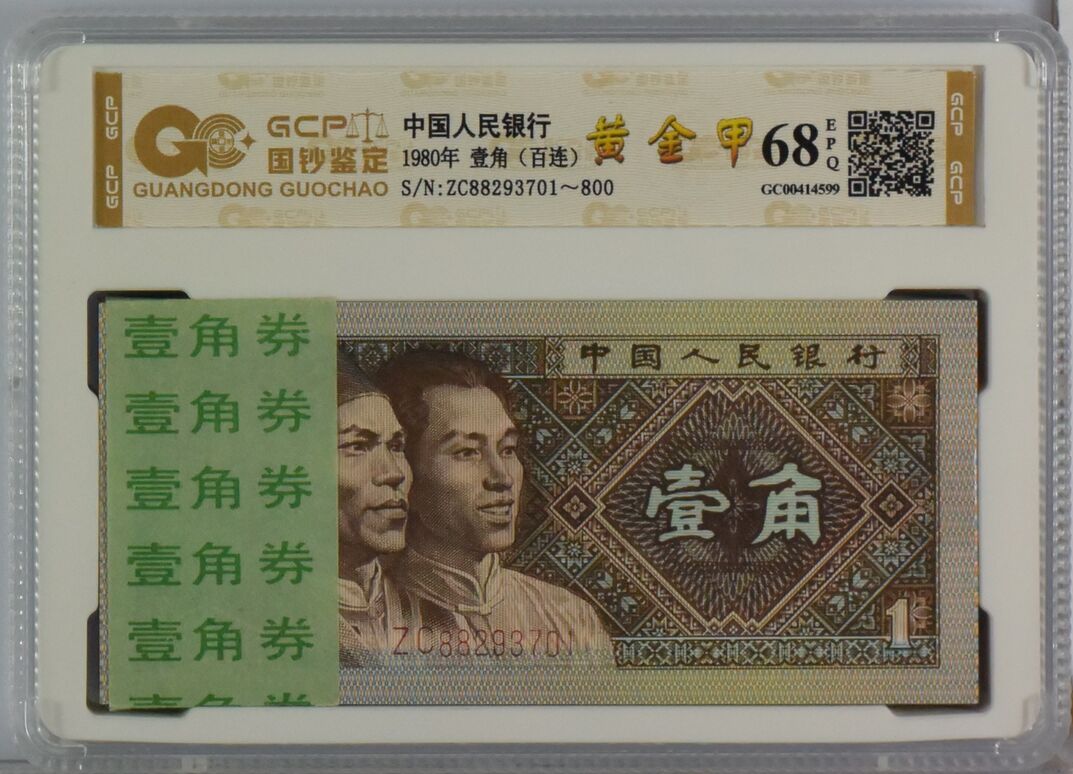 GCP
GCP
GCP
国钞鉴定
GUANGDONG GUOCHAO
中国人民银行
1980年 壹角（百连）
S/N:ZC88293701～800
黄金甲
68
EPQ
GC00414599
GCP
GCP
壹角券
壹角券
壹角券
壹角券
壹角券
壹角券
中国人民银行
壹角
1
ZC88293701